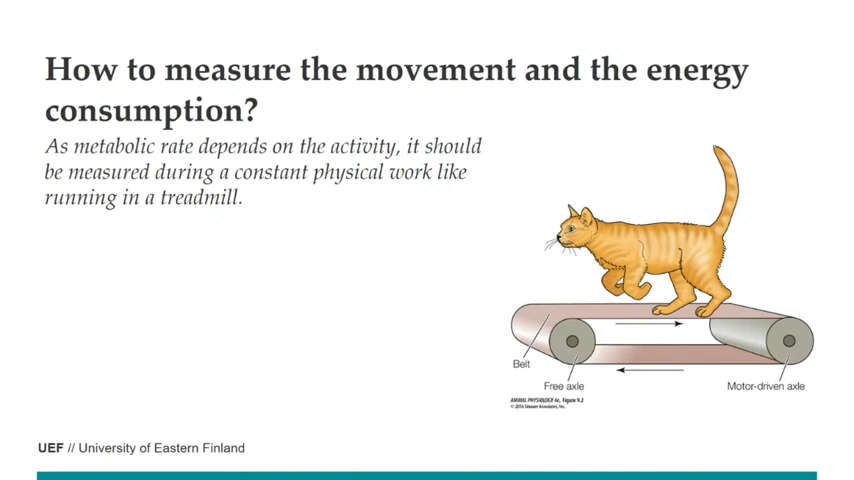 How to measure the movement and the energy
consumption?
As metabolic rate depends on the activity, it should
be measured during a constant physical work like
running in a treadmill.
Belt
Free axle
Motor-driven axle
ANIMAL PHYSIOLOGY 4e, Figure 9.2
© 2016 Sinauer Associates, Inc.
UEF // University of Eastern Finland